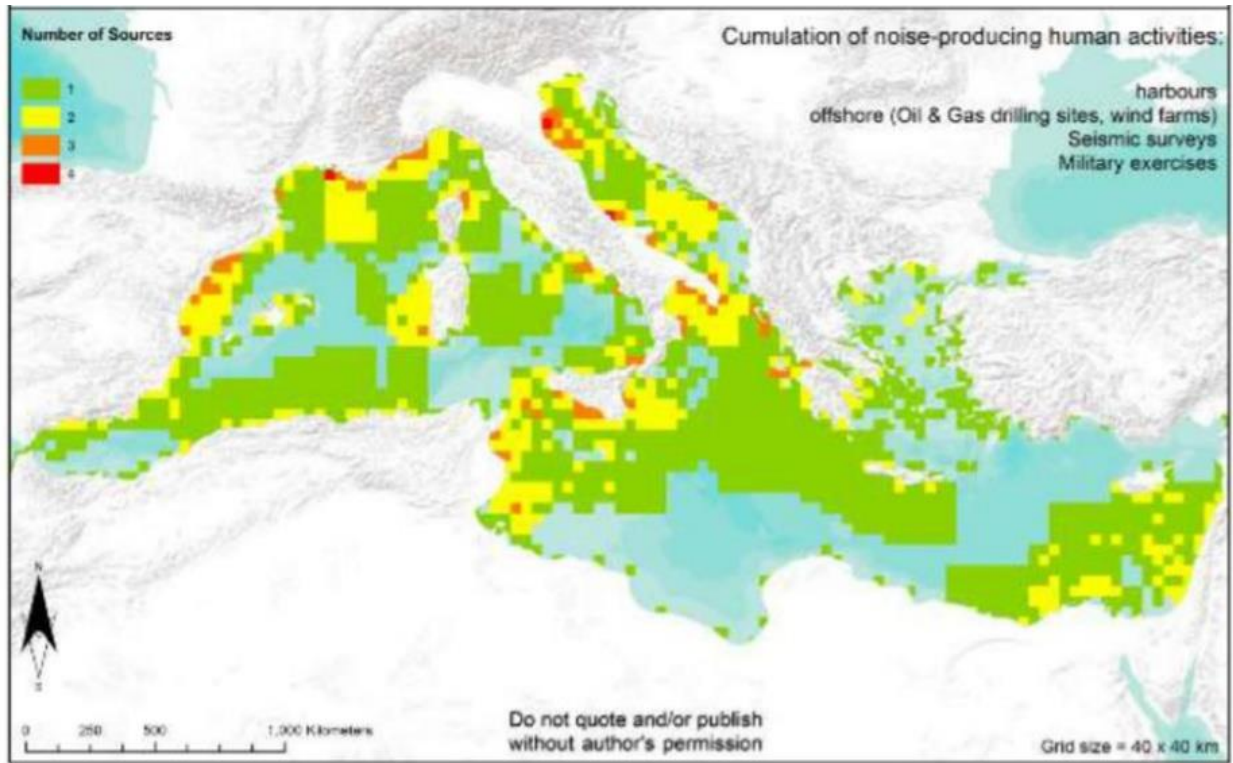 Number of Sources
1
2
3
4
Cumulation of noise-producing human activities:
harbours
offshore (Oil & Gas drilling sites, wind farms)
Seismic surveys
Military exercises
N
S
0 250 500 1,000 Kilometers
Do not quote and/or publish
without author's permission
Grid size = 40 x 40 km